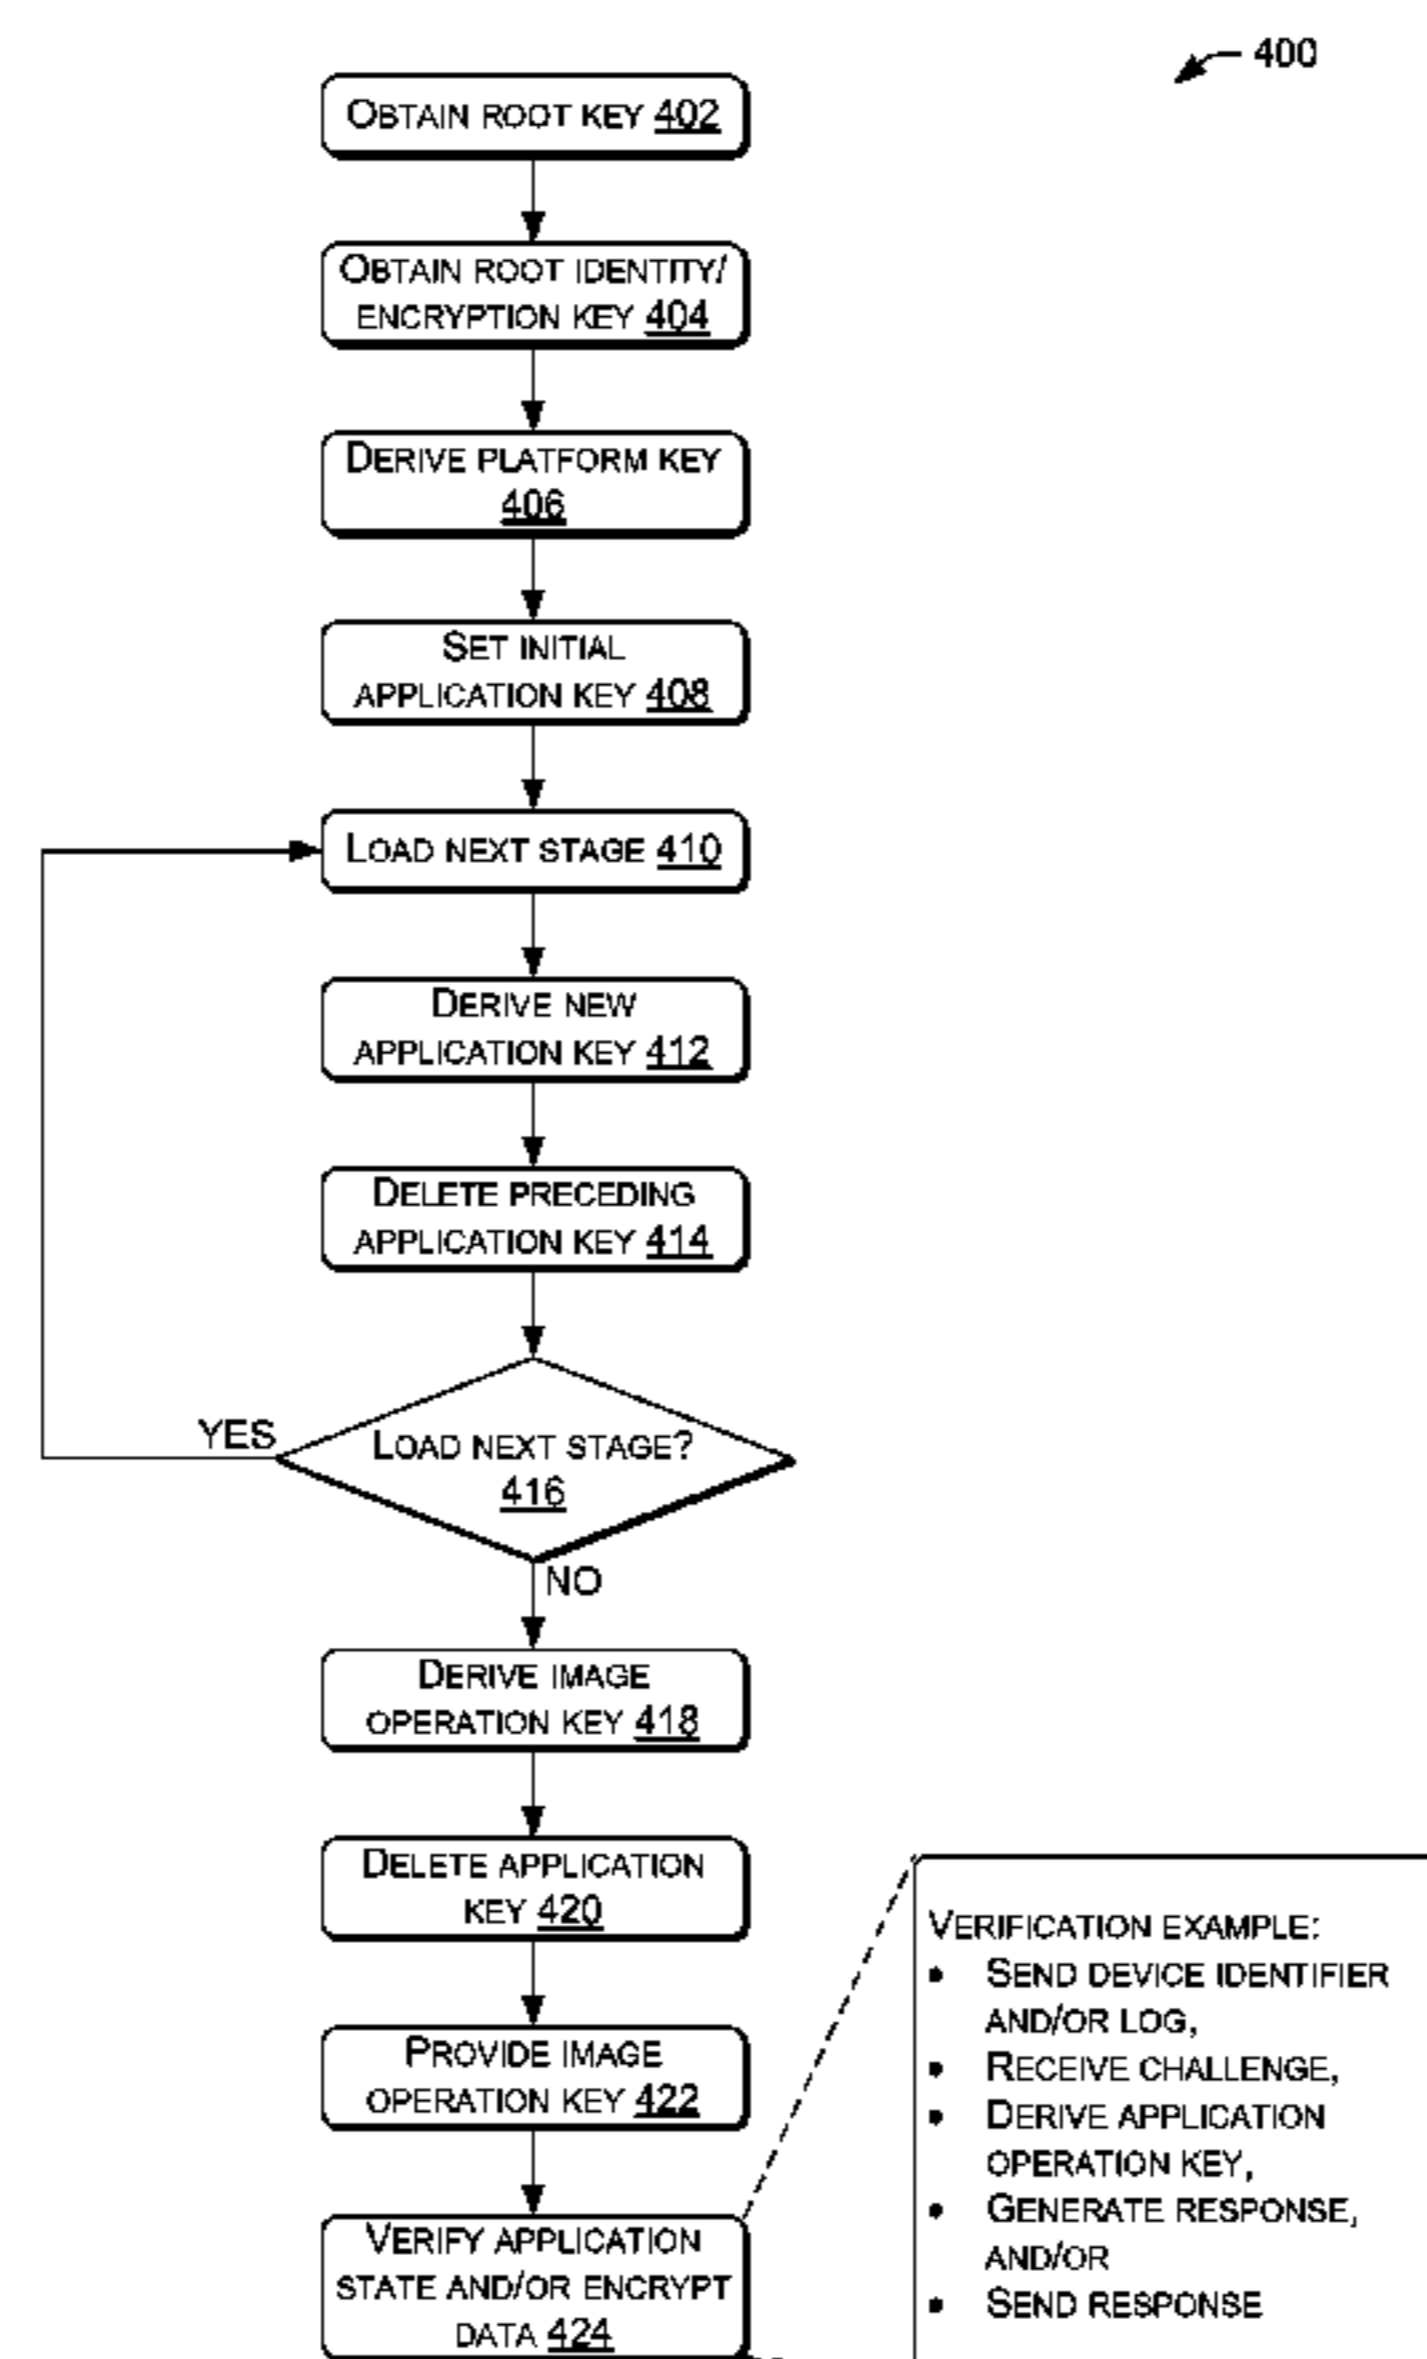 400
OBTAIN ROOT KEY 402
OBTAIN ROOT IDENTITY/
ENCRYPTION KEY 404
DERIVE PLATFORM KEY
406
SET INITIAL
APPLICATION KEY 408
LOAD NEXT STAGE 410
DERIVE NEW
APPLICATION KEY 412
DELETE PRECEDING
APPLICATION KEY 414
YES
LOAD NEXT STAGE?
416
NO
DERIVE IMAGE
OPERATION KEY 418
DELETE APPLICATION
KEY 420
PROVIDE IMAGE
OPERATION KEY 422
VERIFY APPLICATION
STATE AND/OR ENCRYPT
DATA 424
VERIFICATION EXAMPLE:
• SEND DEVICE IDENTIFIER
AND/OR LOG,
• RECEIVE CHALLENGE,
• DERIVE APPLICATION
OPERATION KEY,
• GENERATE RESPONSE,
AND/OR
• SEND RESPONSE